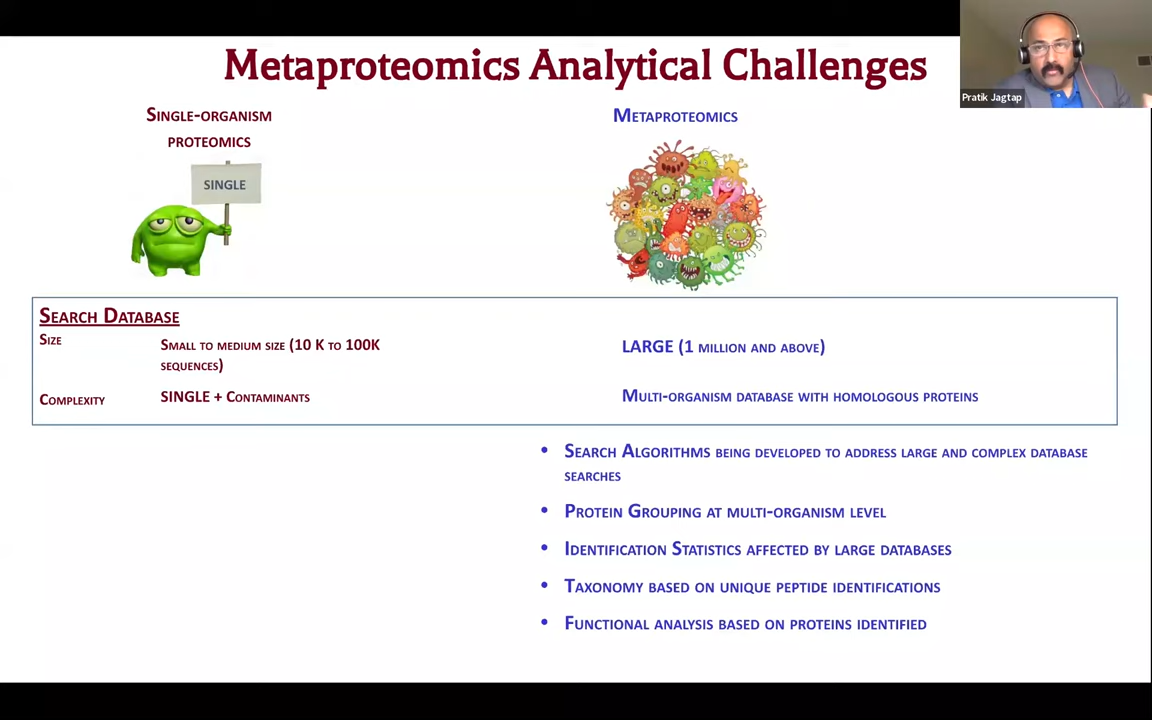 Metaproteomics Analytical Challenges
Pratik Jagtap
Single-organism
proteomics
SINGLE
Metaproteomics
Search Database
Size
Small to medium size (10 K to 100K
sequences)
LARGE (1 million and above)
Complexity
SINGLE + Contaminants
Multi-organism database with homologous proteins
• Search Algorithms being developed to address large and complex database
searches
• Protein Grouping at multi-organism level
• Identification Statistics affected by large databases
• Taxonomy based on unique peptide identifications
• Functional analysis based on proteins identified